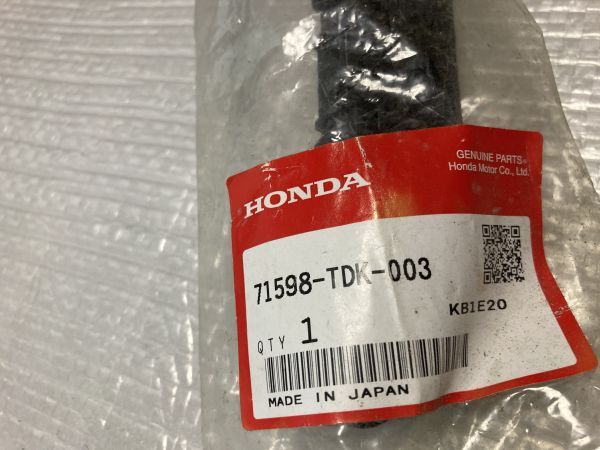 GENUINE PARTS
Honda Motor Co., Ltd.
HONDA
71598-TDK-003
KB1E20
QTY 1
MADE IN JAPAN